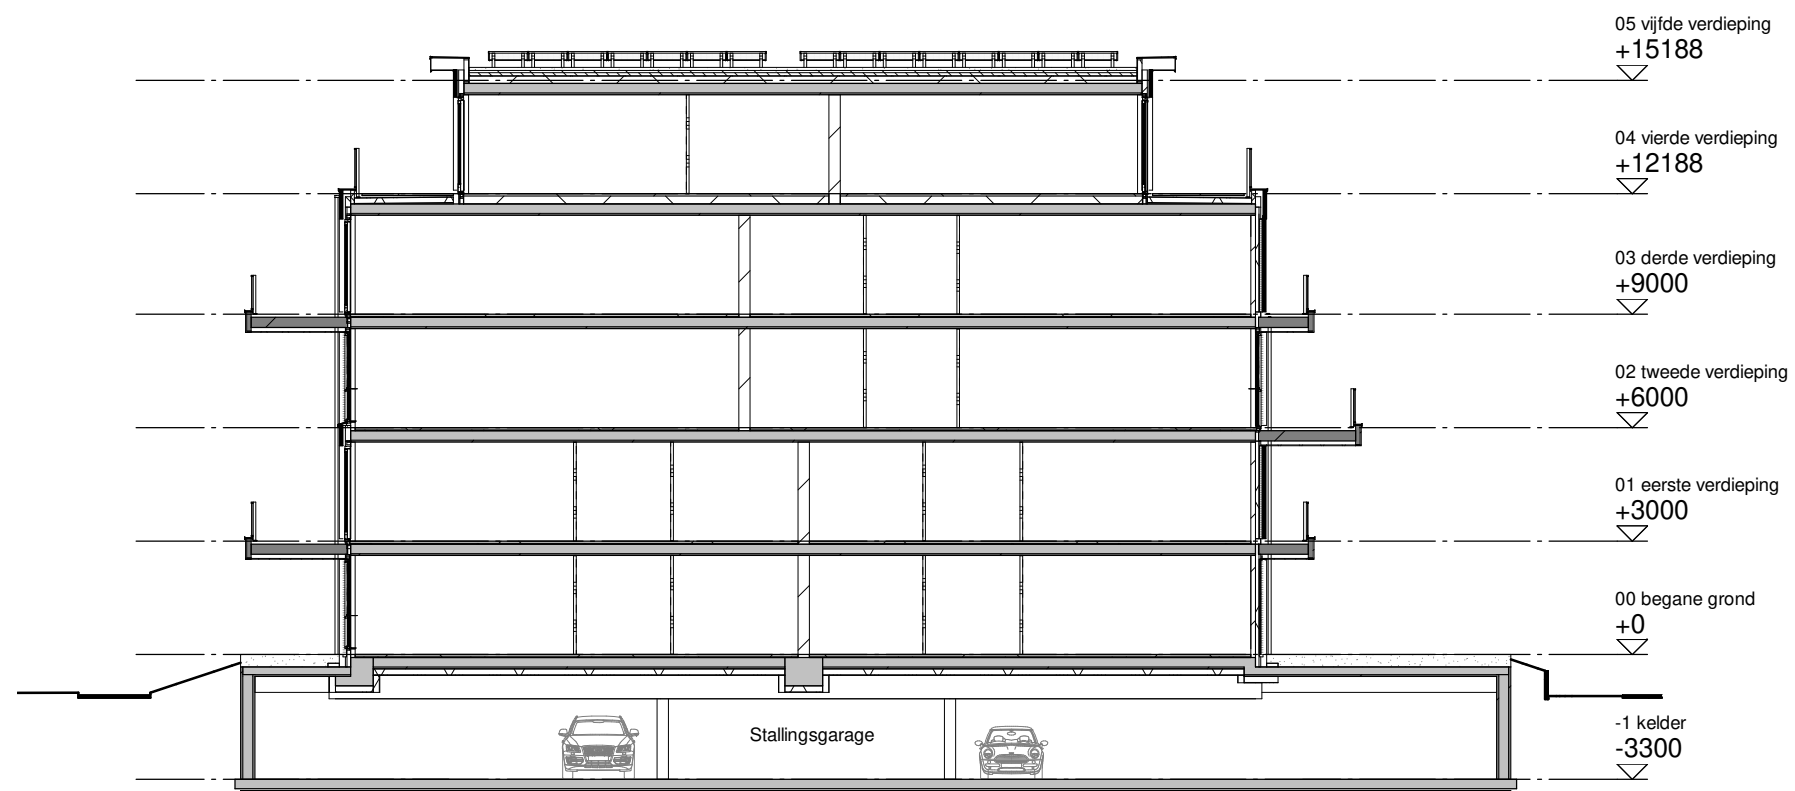 05 vijfde verdieping
+15188
04 vierde verdieping
+12188
03 derde verdieping
+9000
02 tweede verdieping
+6000
01 eerste verdieping
+3000
00 begane grond
+0
-1 kelder
-3300
Stallingsgarage